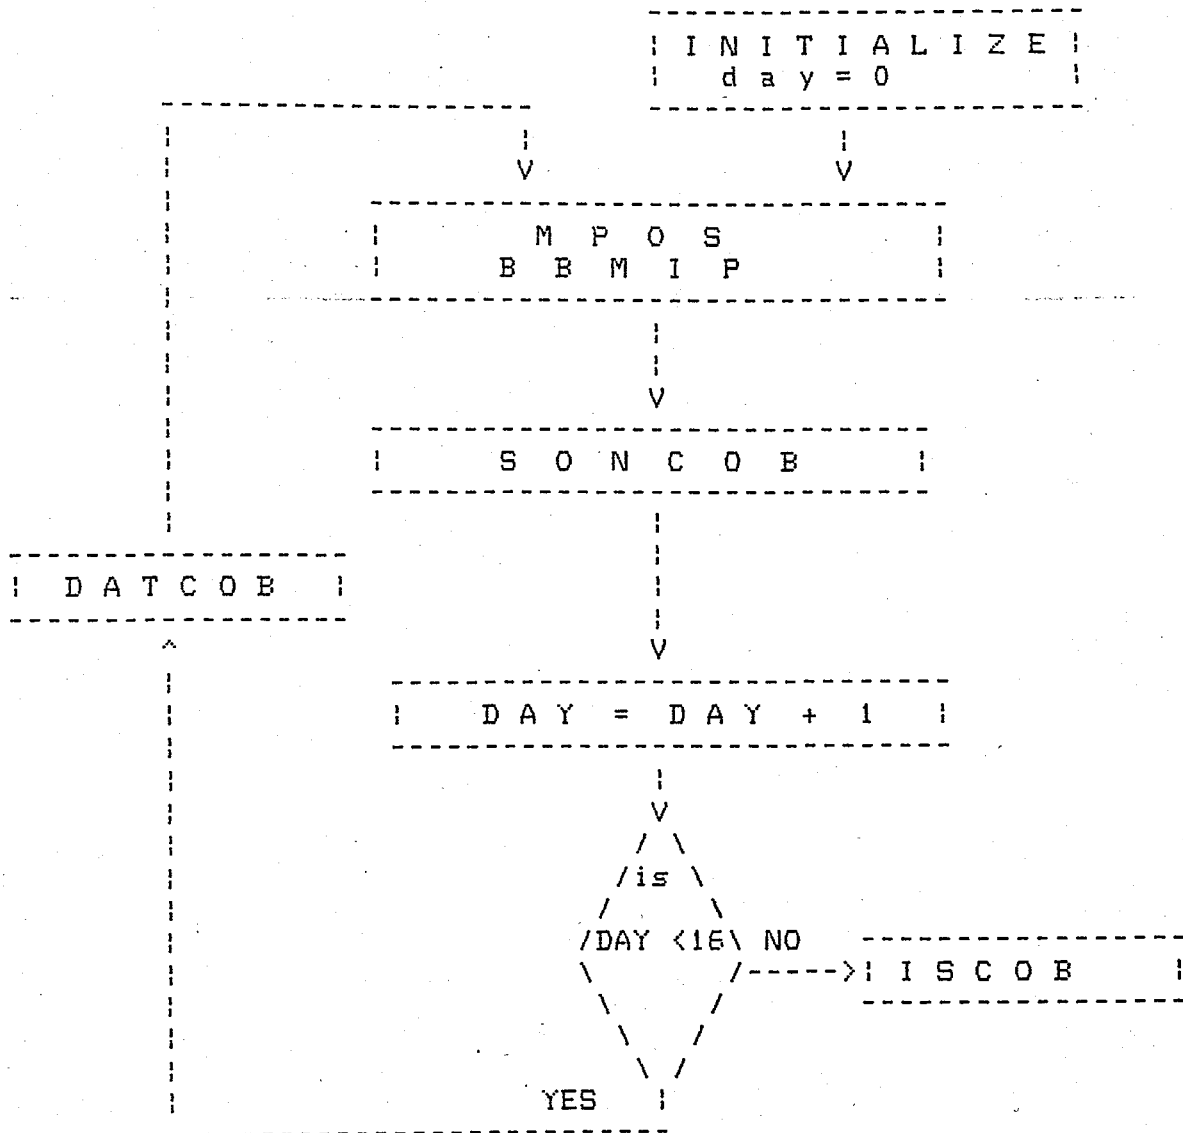 I N I T I A L I Z E
d a y = 0
M P O S
B B M I P
S O N C O B
D A T C O B
D A Y = D A Y + 1
is
DAY <16 NO
I S C O B
YES